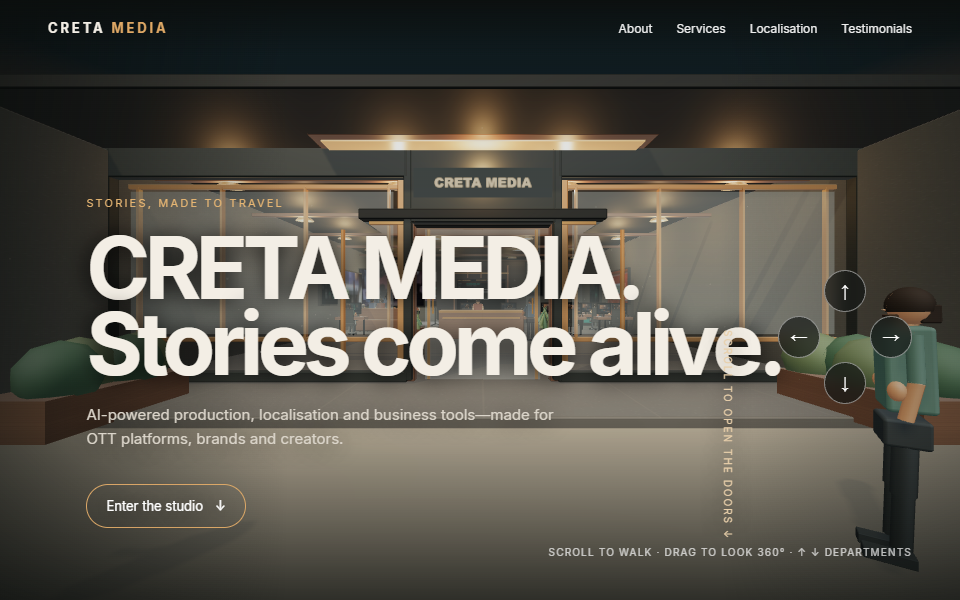 CRETA MEDIA
About
Services
Localisation
Testimonials
CRETA MEDIA
STORIES, MADE TO TRAVEL
CRETA MEDIA.
Stories come alive.
AI-powered production, localisation and business tools—made for
OTT platforms, brands and creators.
Enter the studio ↓
↑
←
→
↓
TO OPEN THE DOORS ↓
SCROLL TO WALK · DRAG TO LOOK 360° · ↑ ↓ DEPARTMENTS